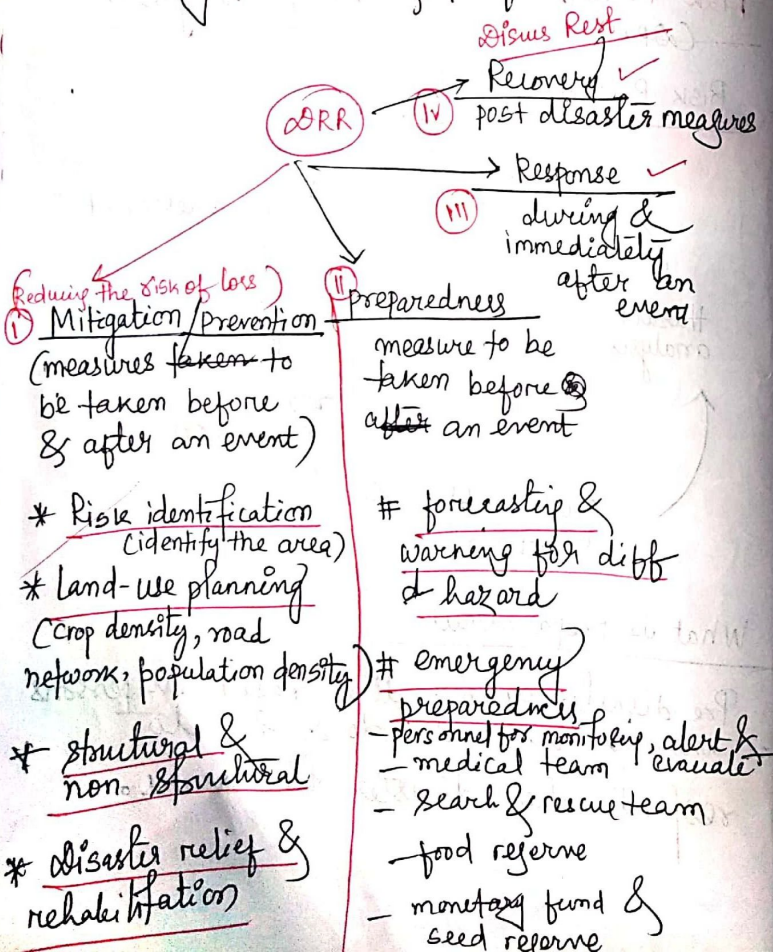 Disus Rest
Recovery ✓
IV
post disaster measures
DRR
Response ✓
III
during &
immediately
after an
event
(Reducing the risk of loss)
I Mitigation/Prevention
(measures taken to
be taken before
& after an event)
* Risk identification
(identify the area)
* Land-use planning
(crop density, road
network, population density)
* structural &
non structural
* Disaster relief &
rehabilitation
II preparedness
measure to be
taken before
after an event
# forecasting &
warning for diff
hazard
# emergency
preparedness
- personnel for monitoring, alert &
evauate
- medical team
- search & rescue team
- food reserve
- monetary fund &
seed reserve
What